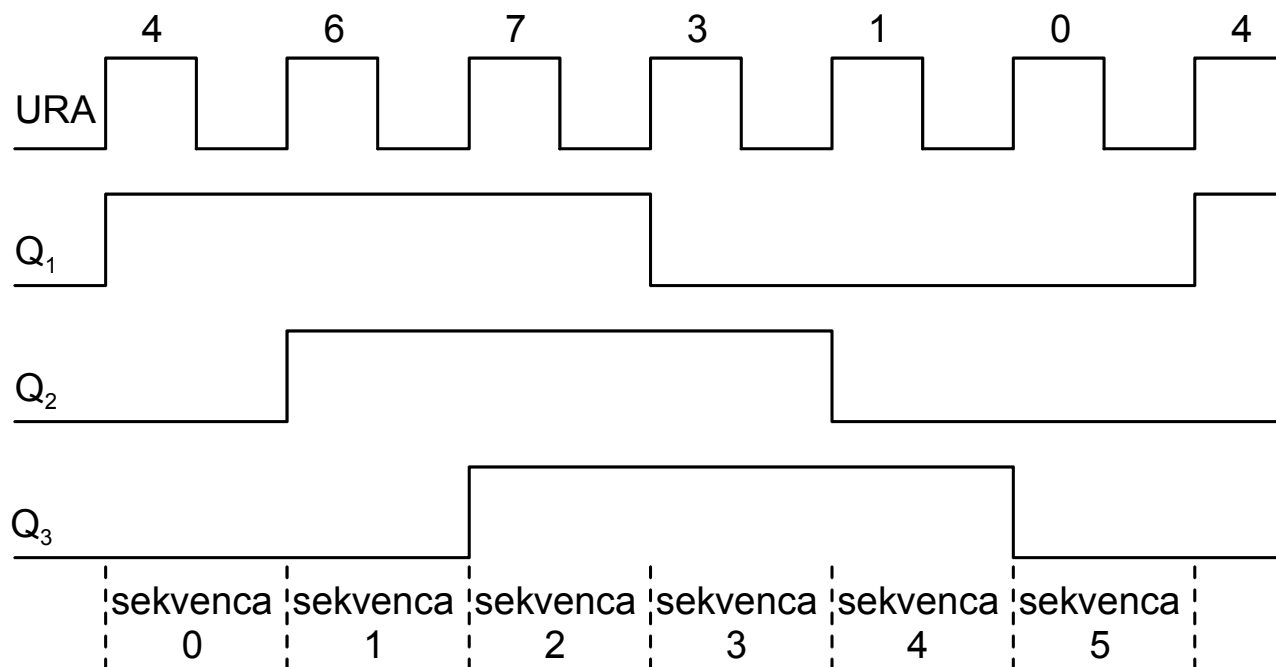 4 6 7 3 1 0 4
URA
Q₁
Q₂
Q₃
sekvenca sekvenca sekvenca sekvenca sekvenca sekvenca
0 1 2 3 4 5